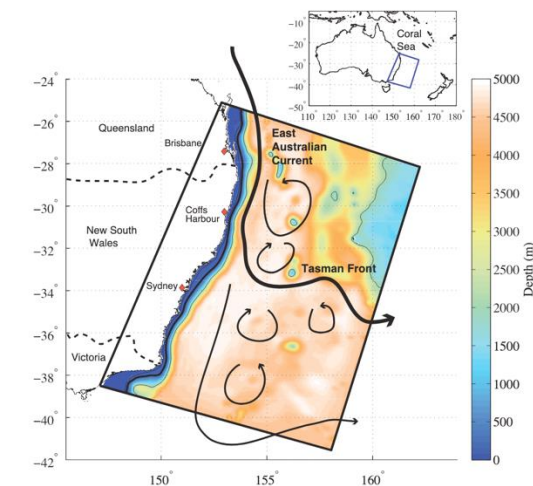 −10
−20
−30
−40
−50
110 120 130 140 150 160 170 180
Coral
Sea
−24
−26
−28
−30
−32
−34
−36
−38
−40
−42
Queensland
Brisbane
East
Australian
Current
Coffs
Harbour
New South
Wales
Tasman Front
Sydney
Victoria
150
155
160
5000
4500
4000
3500
3000
2500
2000
1500
1000
500
0
Depth (m)